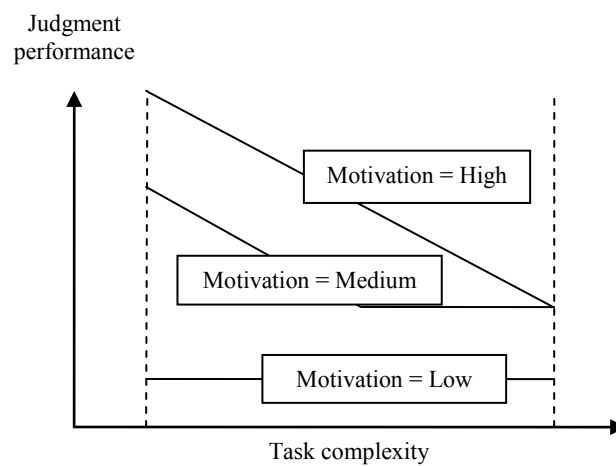 Judgment
performance
Motivation = High
Motivation = Medium
Motivation = Low
Task complexity